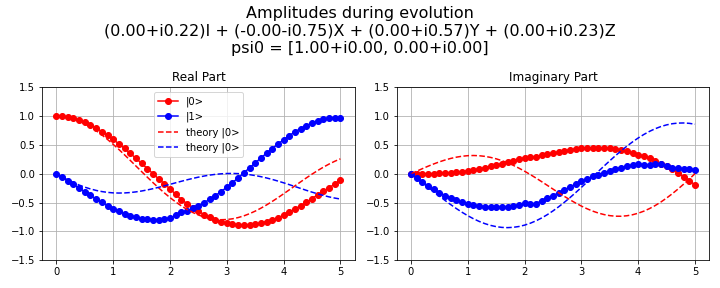 Amplitudes during evolution
(0.00+i0.22)I + (-0.00-i0.75)X + (0.00+i0.57)Y + (0.00+i0.23)Z
psi0 = [1.00+i0.00, 0.00+i0.00]
Real Part
1.5
1.0
0.5
0.0
−0.5
−1.0
−1.5
0 1 2 3 4 5
|0>
|1>
theory |0>
theory |0>
Imaginary Part
1.5
1.0
0.5
0.0
−0.5
−1.0
−1.5
0 1 2 3 4 5